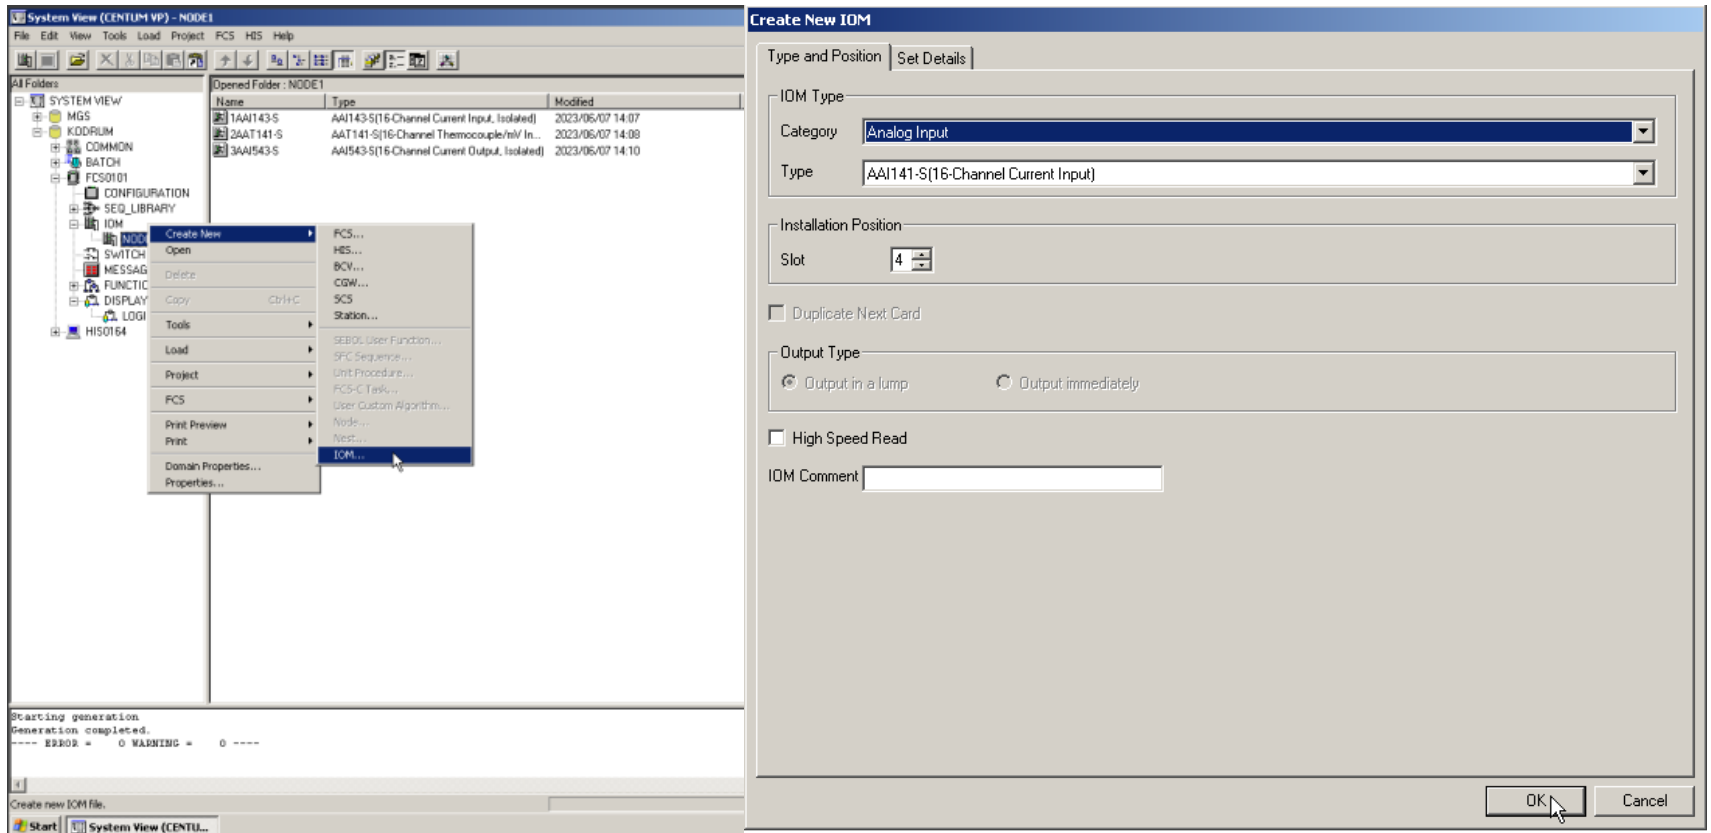 System View (CENTUM VP) - NODE1
File Edit View Tools Load Project FCS HIS Help
All Folders
SYSTEM VIEW
MGS
KODRUM
COMMON
BATCH
FCS0101
CONFIGURATION
SEQ_LIBRARY
IOM
NOD
SWITCH
MESSAG
FUNCTIC
DISPLAY
LOGI
HIS0164
Opened Folder : NODE1
Name Type Modified
1AAI143-S AAI143-S(16-Channel Current Input, Isolated) 2023/06/07 14:07
2AAT141-S AAT141-S(16-Channel Thermocouple/mV In... 2023/06/07 14:08
3AAI543-S AAI543-S(16-Channel Current Output, Isolated) 2023/06/07 14:10
Create New
Open
Delete
Copy Ctrl+C
Tools
Load
Project
FCS
Print Preview
Print
Domain Properties...
Properties...
FCS...
HIS...
BCV...
CGW...
SCS
Station...
SEBOL User Function...
SFC Sequence...
Unit Procedure...
FCS-C Task...
User Custom Algorithm...
Node...
Nest...
IOM...
Starting generation
Generation completed.
---- ERROR = 0 WARNING = 0 ----
Create new IOM file.
Start System View (CENTU...
Create New IOM
Type and Position Set Details
IOM Type
Category Analog Input
Type AAI141-S(16-Channel Current Input)
Installation Position
Slot 4
Duplicate Next Card
Output Type
Output in a lump Output immediately
High Speed Read
IOM Comment
OK Cancel